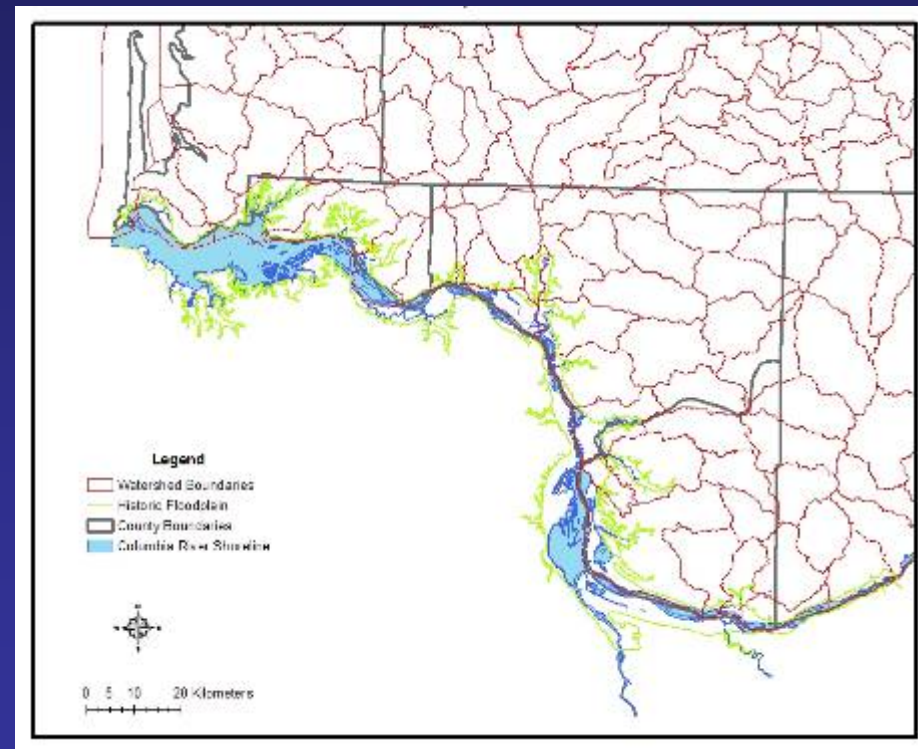 Legend
Watershed Boundaries
Historic Floodplain
County Boundaries
Columbia River Shoreline
0 5 10 20 Kilometers